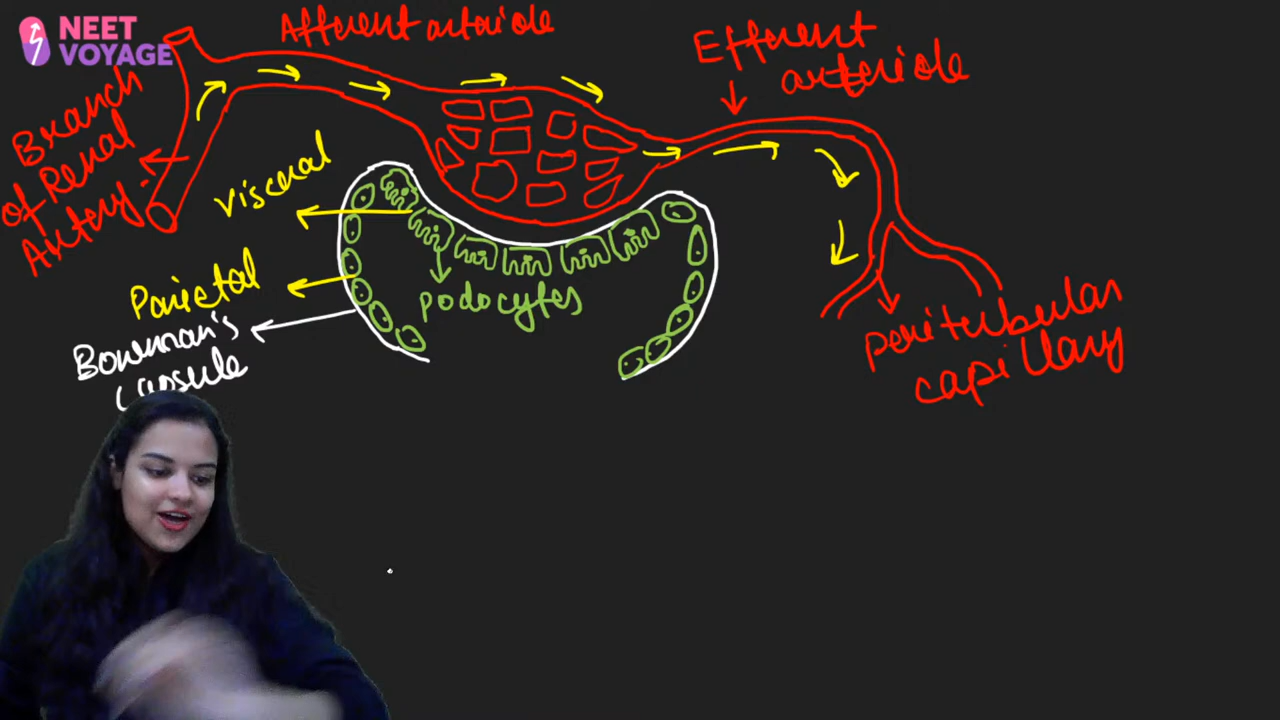 NEET
VOYAGE
Afferent arteriole
Efferent
arteriole
Branch
of Renal
Artery
visceral
Parietal
Bowman's
capsule
podocytes
peritubular
capillary